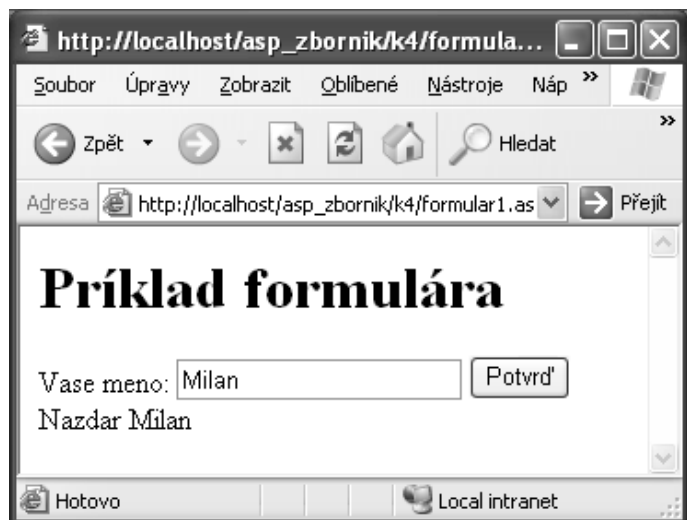 http://localhost/asp_zbornik/k4/formula...
Soubor Úpravy Zobrazit Oblíbené Nástroje Náp »
Zpět Hledat »
Adresa http://localhost/asp_zbornik/k4/formular1.as Přejít
Príklad formulára
Vase meno: Milan Potvrď
Nazdar Milan
Hotovo Local intranet